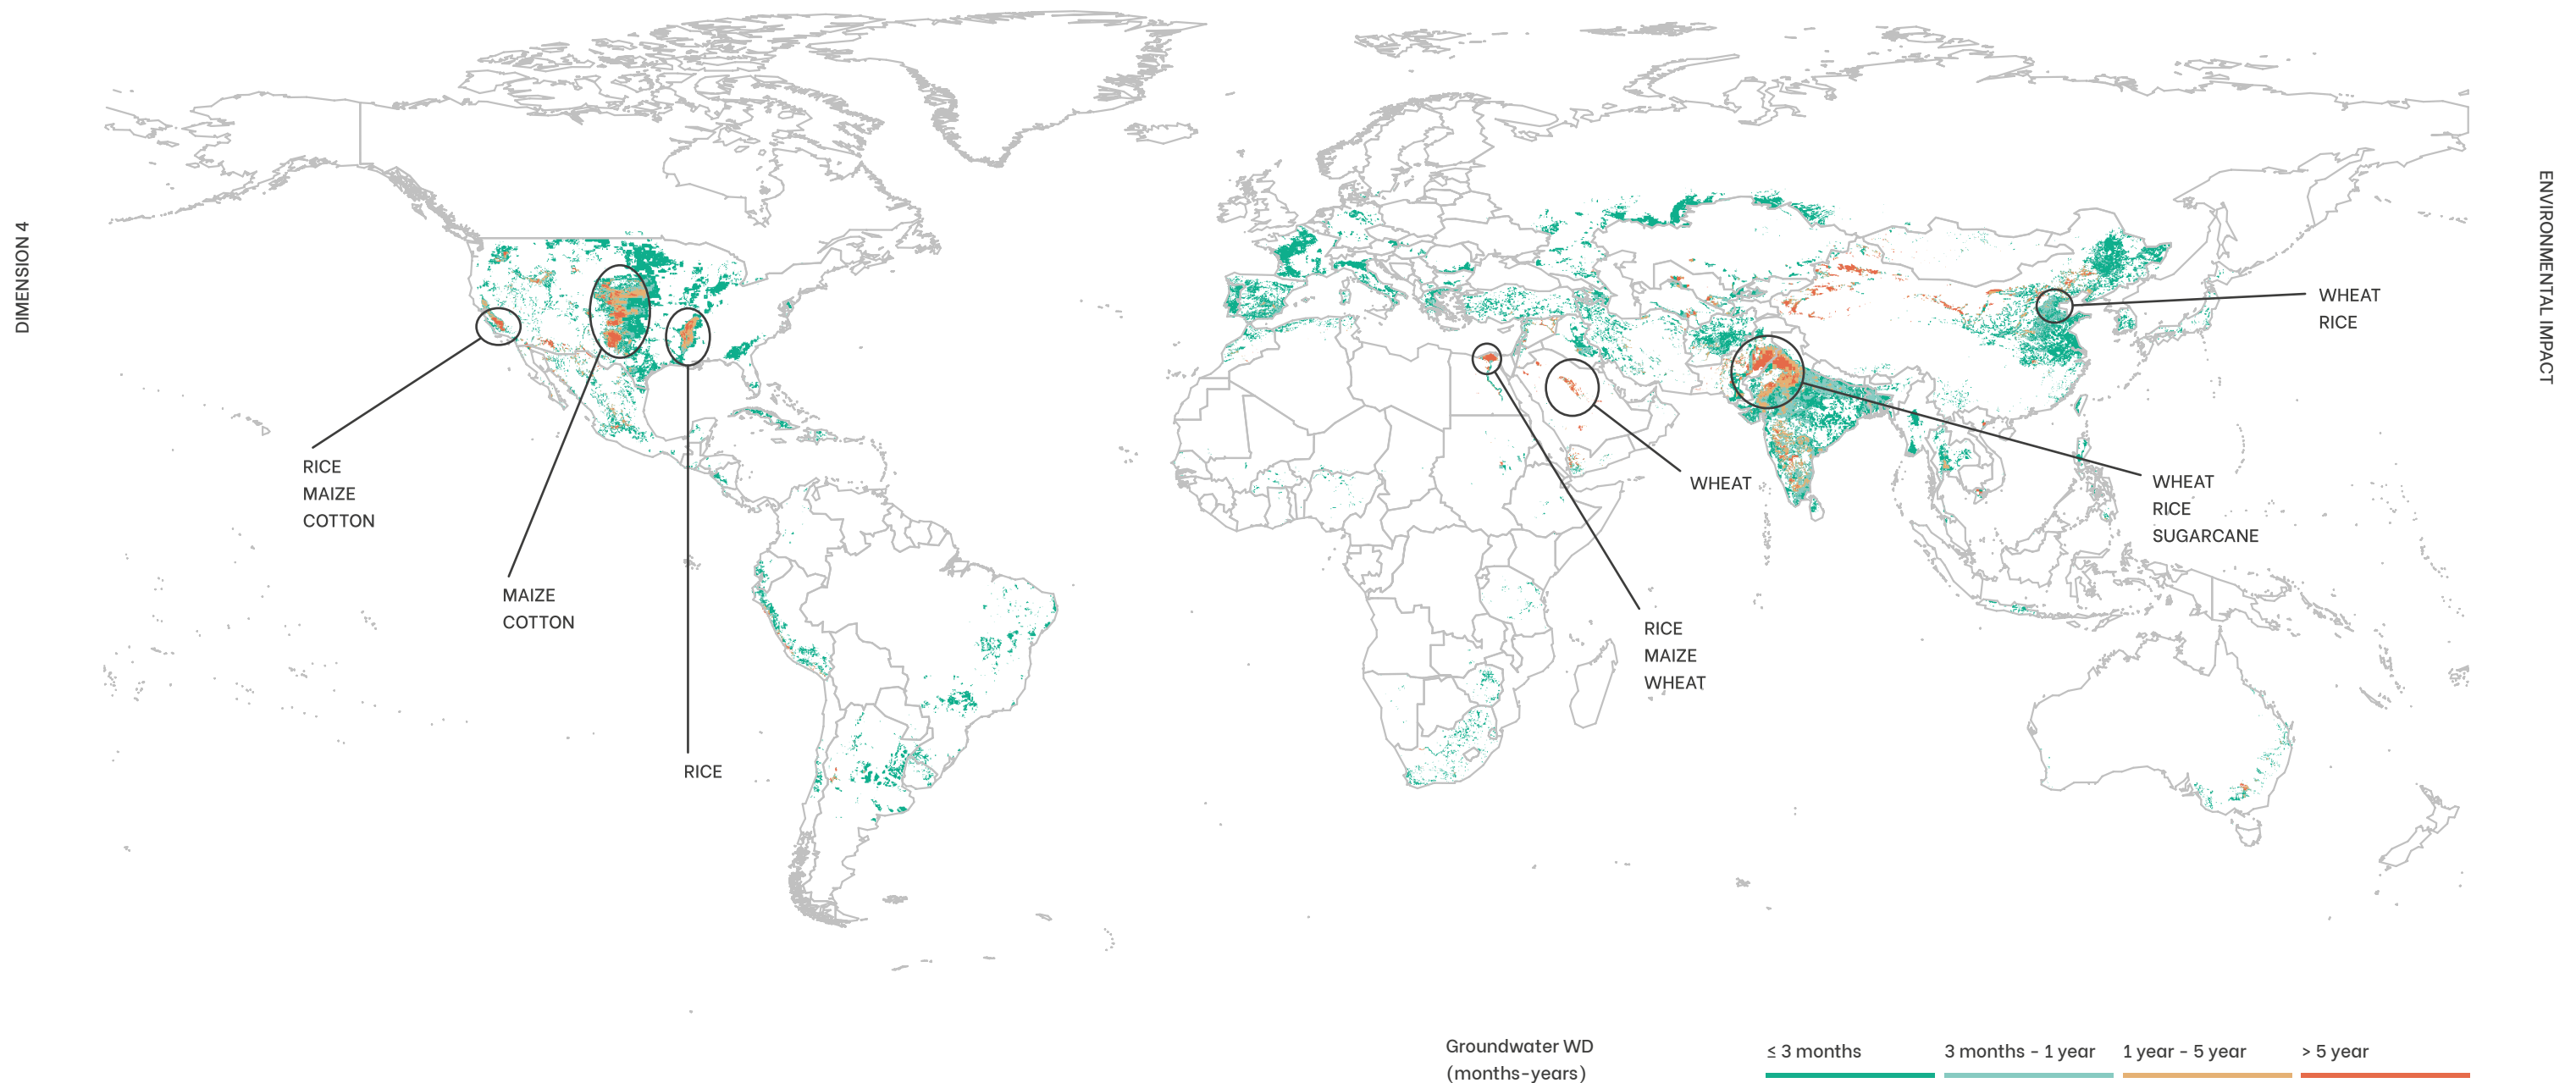 DIMENSION 4
ENVIRONMENTAL IMPACT
WHEAT
RICE
RICE
MAIZE
COTTON
WHEAT
WHEAT
RICE
SUGARCANE
MAIZE
COTTON
RICE
MAIZE
WHEAT
RICE
Groundwater WD
(months-years)
≤ 3 months
3 months - 1 year
1 year - 5 year
> 5 year